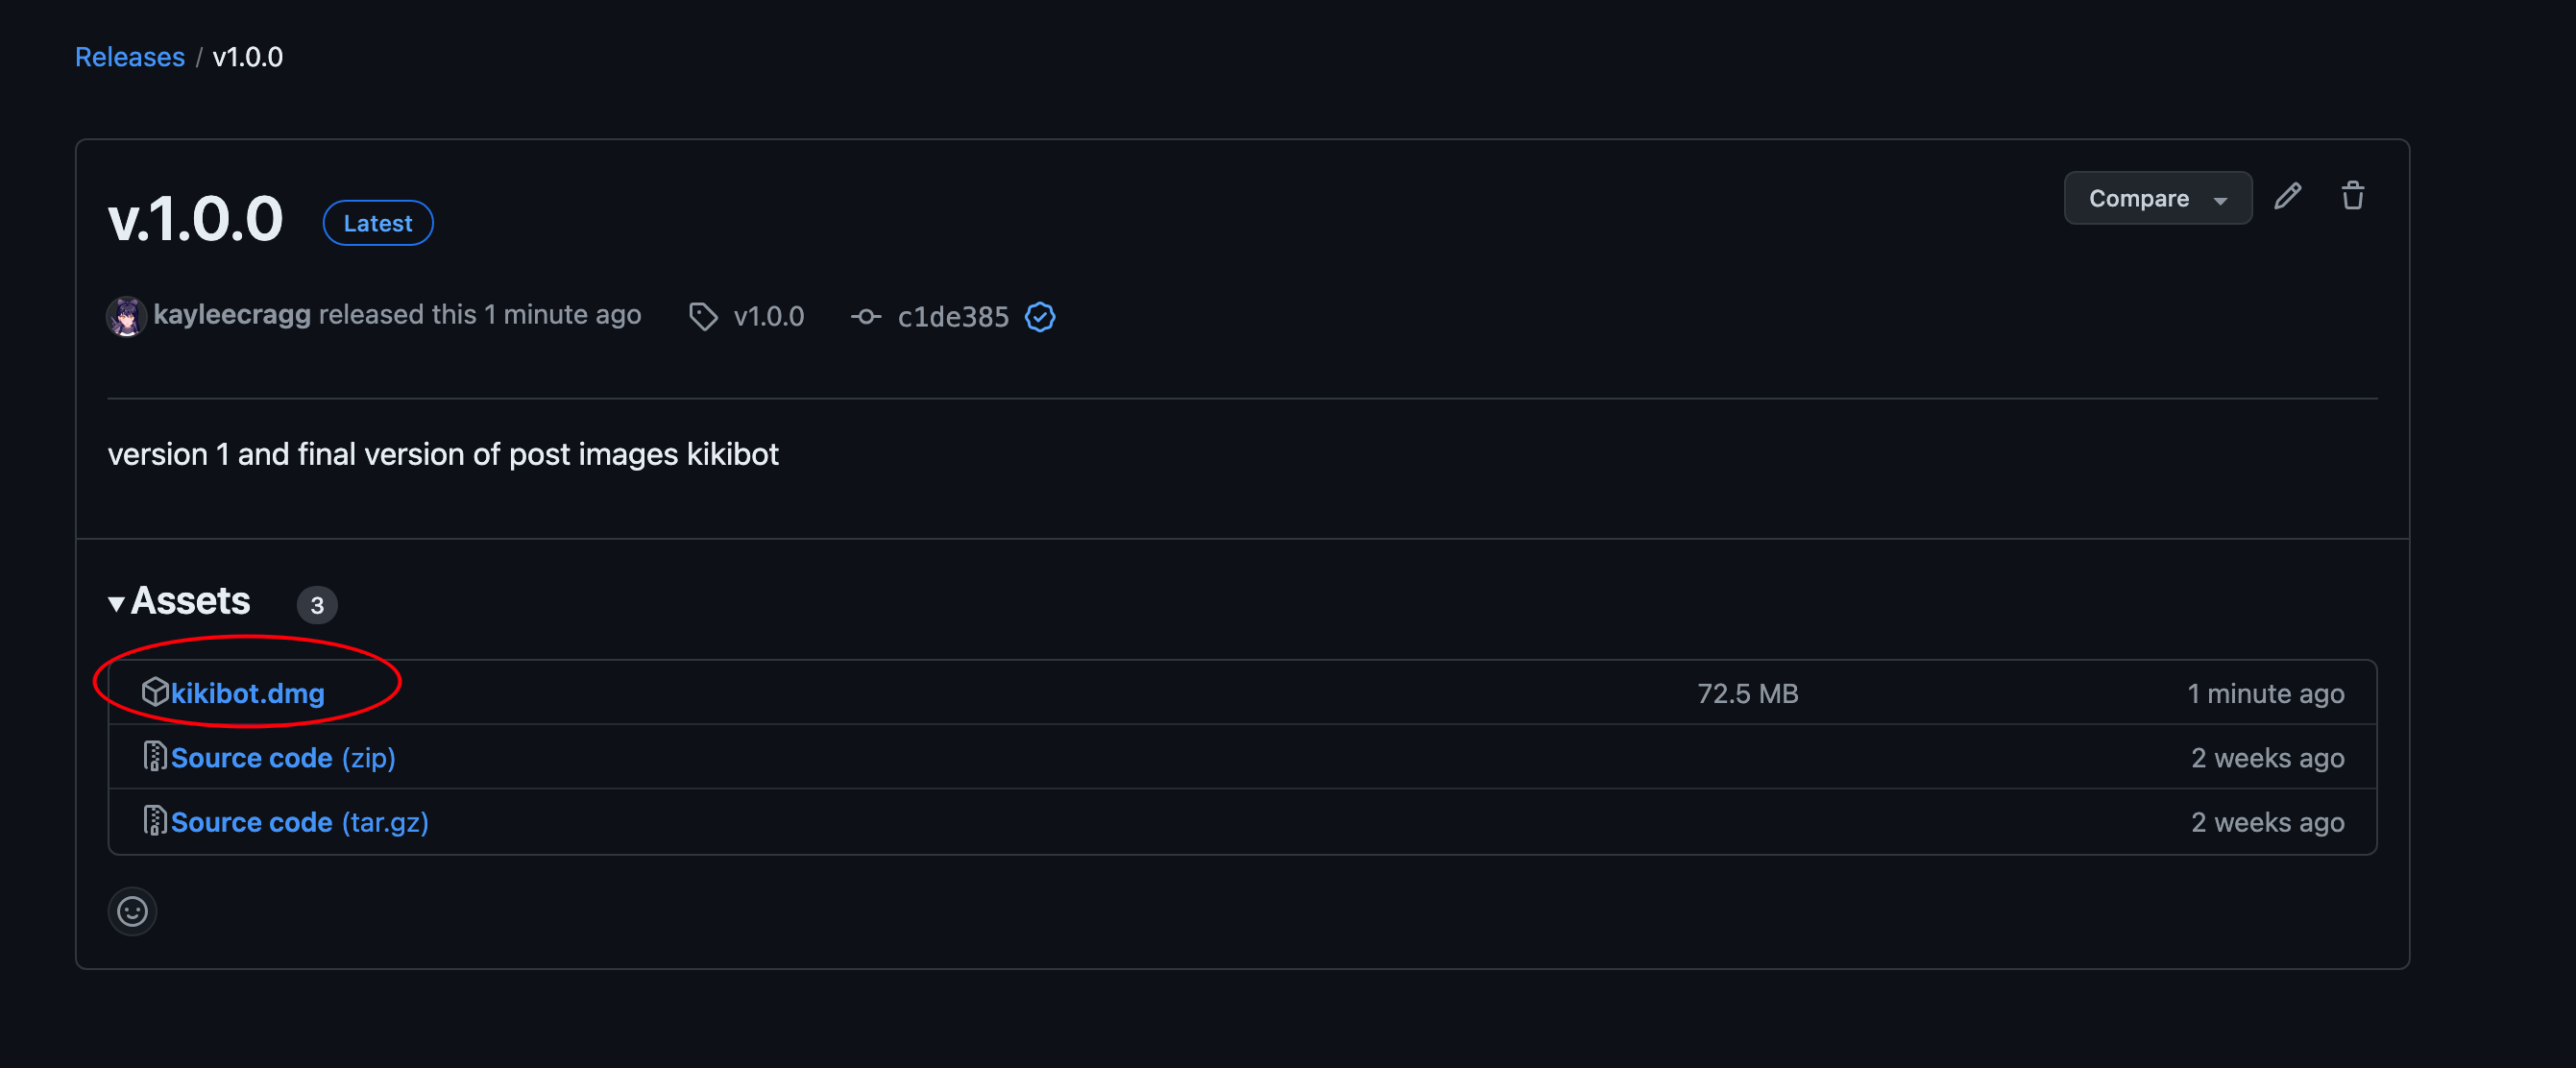 Releases / v1.0.0
v.1.0.0 Latest
Compare
kayleecragg released this 1 minute ago v1.0.0 c1de385
version 1 and final version of post images kikibot
Assets 3
kikibot.dmg 72.5 MB 1 minute ago
Source code (zip) 2 weeks ago
Source code (tar.gz) 2 weeks ago